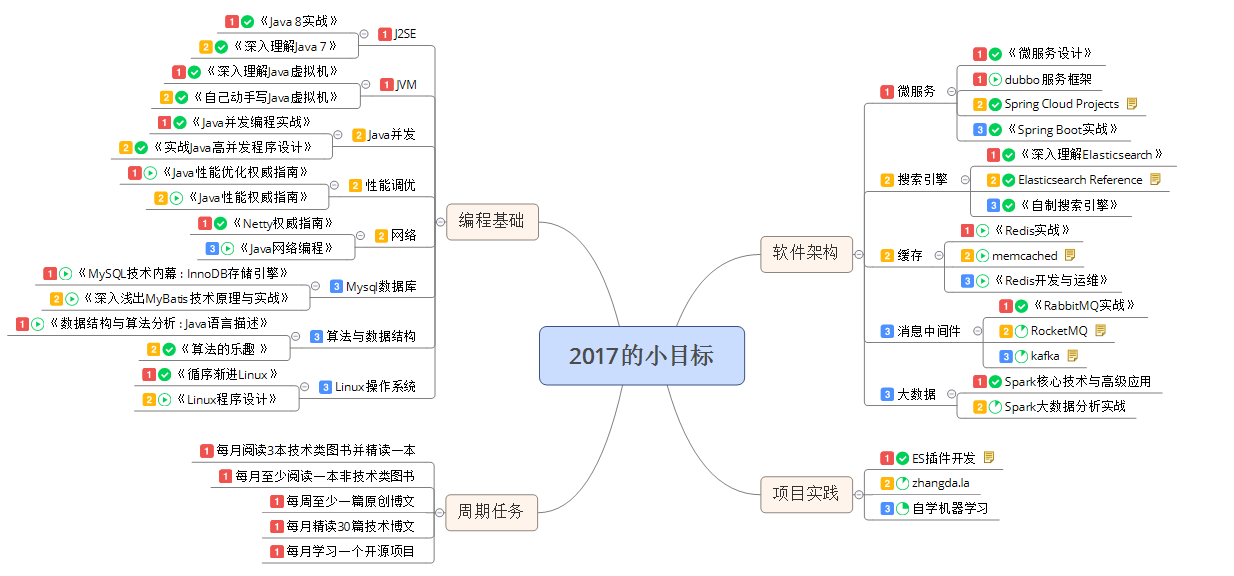 2017的小目标
编程基础
1 J2SE
1 《Java 8实战》
2 《深入理解Java 7》
1 JVM
1 《深入理解Java虚拟机》
2 《自己动手写Java虚拟机》
2 Java并发
1 《Java并发编程实战》
2 《实战Java高并发程序设计》
2 性能调优
1 《Java性能优化权威指南》
2 《Java性能权威指南》
2 网络
1 《Netty权威指南》
3 《Java网络编程》
3 Mysql数据库
1 《MySQL技术内幕 : InnoDB存储引擎》
2 《深入浅出MyBatis技术原理与实战》
3 算法与数据结构
1 《数据结构与算法分析 : Java语言描述》
2 《算法的乐趣 》
3 Linux操作系统
1 《循序渐进Linux》
2 《Linux程序设计》
周期任务
1 每月阅读3本技术类图书并精读一本
1 每月至少阅读一本非技术类图书
1 每周至少一篇原创博文
1 每月精读30篇技术博文
1 每月学习一个开源项目
软件架构
1 微服务
1 《微服务设计》
1 dubbo 服务框架
2 Spring Cloud Projects
3 《Spring Boot实战》
2 搜索引擎
1 《深入理解Elasticsearch》
2 Elasticsearch Reference
3 《自制搜索引擎》
2 缓存
1 《Redis实战》
2 memcached
3 《Redis开发与运维》
3 消息中间件
1 《RabbitMQ实战》
2 RocketMQ
3 kafka
3 大数据
1 Spark核心技术与高级应用
2 Spark大数据分析实战
项目实践
1 ES插件开发
2 zhangda.la
3 自学机器学习